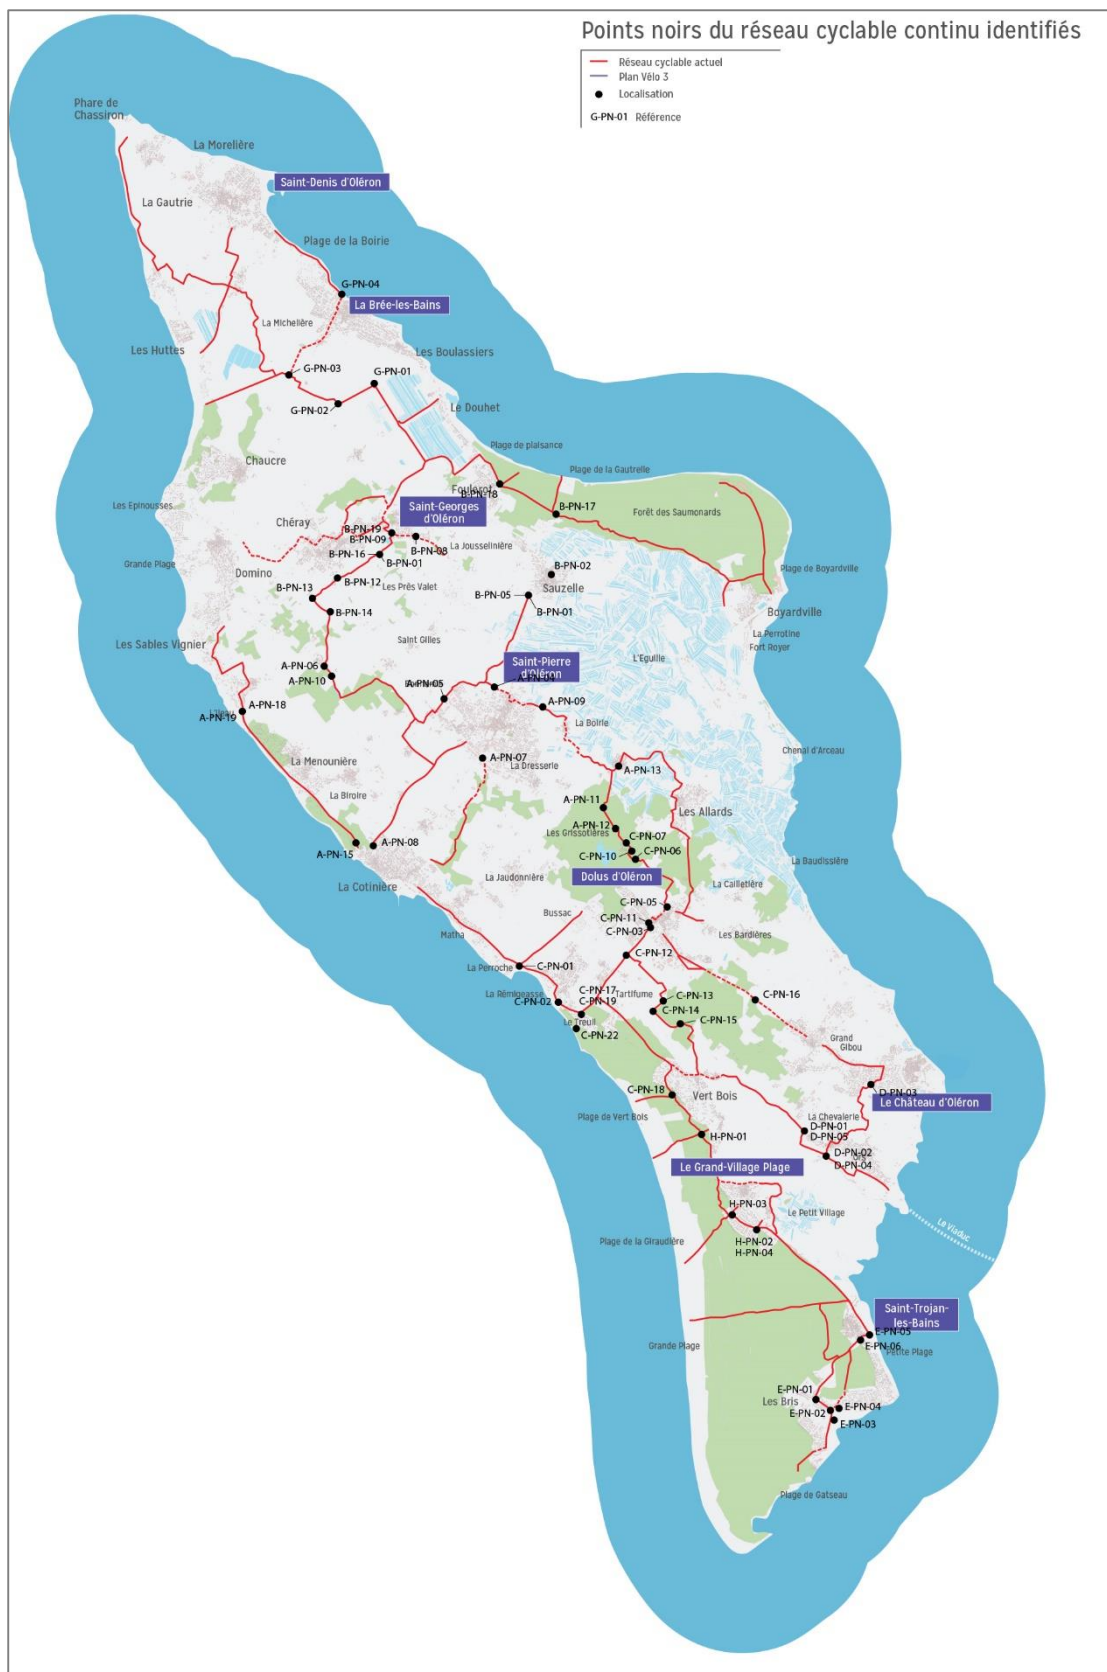 Points noirs du réseau cyclable continu identifiés
Réseau cyclable actuel
Plan Vélo 3
Localisation
G-PN-01 Référence
Phare de
Chassiron
La Morelière
Saint-Denis d'Oléron
La Gautrie
Plage de la Boirie
G-PN-04
La Brée-les-Bains
La Michelière
Les Huttes
Les Boulassiers
G-PN-03
G-PN-01
G-PN-02
Le Douhet
Plage de plaisance
Chaucre
Plage de la Gautrelle
Foulerot
B-PN-18
Les Epinousses
Saint-Georges
d'Oléron
B-PN-17
Forêt des Saumonards
Chéray
B-PN-19
B-PN-09
B-PN-08
La Jousselinière
B-PN-16
B-PN-01
Grande Plage
Domino
B-PN-12
B-PN-02
Plage de Boyardville
B-PN-13
Les Prés Valet
Sauzelle
B-PN-05
B-PN-01
B-PN-14
Boyardville
La Perrotine
Fort Royer
Les Sables Vignier
Saint Gilles
L'Eguille
Saint-Pierre
d'Oléron
A-PN-06
A-PN-10
A-PN-05
A-PN-18
A-PN-19
A-PN-09
La Boirie
Chenal d'Arceau
La Menounière
A-PN-07
La Dresserie
A-PN-13
La Biroire
A-PN-11
Les Allards
A-PN-12
Les Grissotières
C-PN-07
A-PN-15
A-PN-08
C-PN-10
C-PN-06
La Baudissière
La Cotinière
La Jaudonnière
Dolus d'Oléron
La Cailletière
C-PN-05
Bussac
C-PN-11
C-PN-03
Matha
Les Bardières
C-PN-12
La Perroche
C-PN-01
La Rémigeasse
C-PN-02
C-PN-17
C-PN-19
Tartifume
C-PN-13
C-PN-16
C-PN-14
Le Treuil
C-PN-15
C-PN-22
Grand
Gibou
C-PN-18
Vert Bois
D-PN-03
Le Château d'Oléron
Plage de Vert Bois
La Chevalerie
D-PN-01
D-PN-05
H-PN-01
D-PN-02
Ors
D-PN-04
Le Grand-Village Plage
H-PN-03
Le Petit Village
Le Viaduc
Plage de la Giraudière
H-PN-02
H-PN-04
Saint-Trojan-
les-Bains
E-PN-05
E-PN-06
Grande Plage
Petite Plage
E-PN-01
Les Bris
E-PN-02
E-PN-04
E-PN-03
Plage de Gatseau